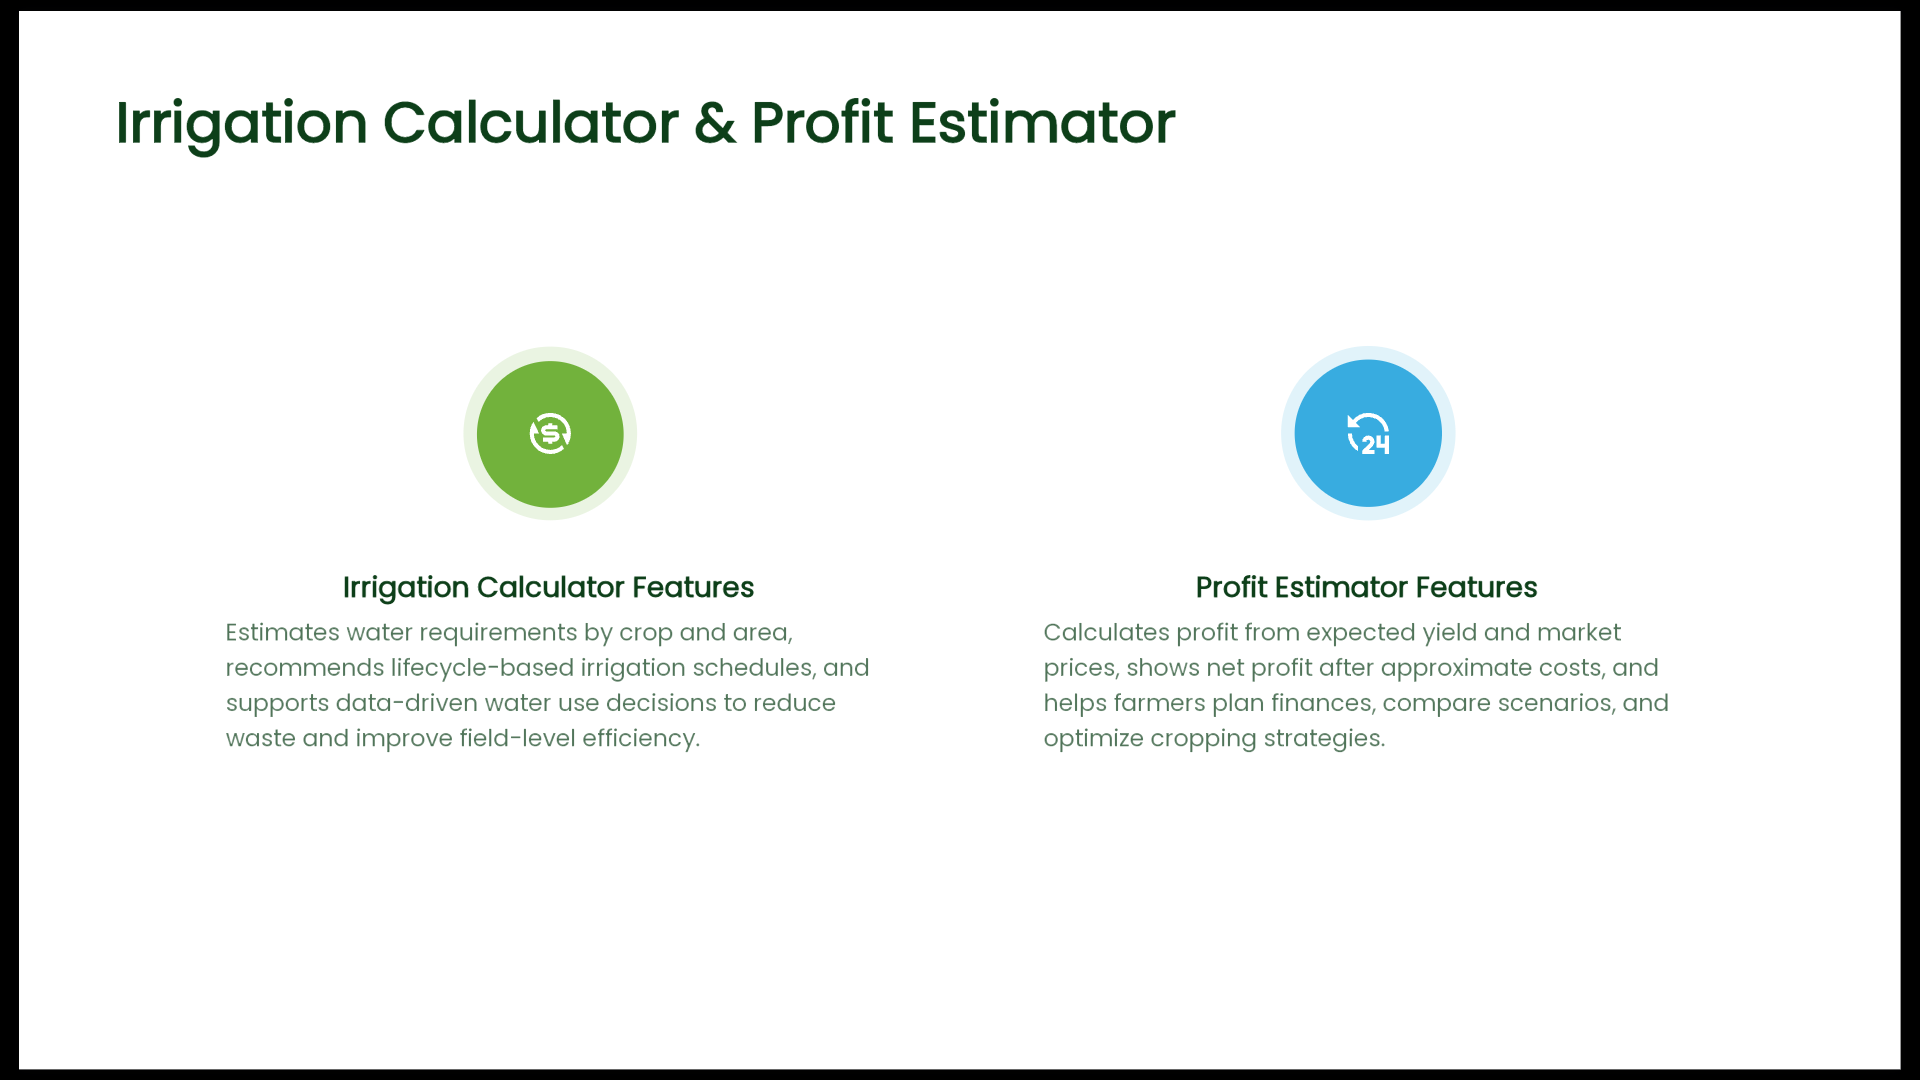 Irrigation Calculator & Profit Estimator
$
24
Irrigation Calculator Features
Estimates water requirements by crop and area,
recommends lifecycle-based irrigation schedules, and
supports data-driven water use decisions to reduce
waste and improve field-level efficiency.
Profit Estimator Features
Calculates profit from expected yield and market
prices, shows net profit after approximate costs, and
helps farmers plan finances, compare scenarios, and
optimize cropping strategies.